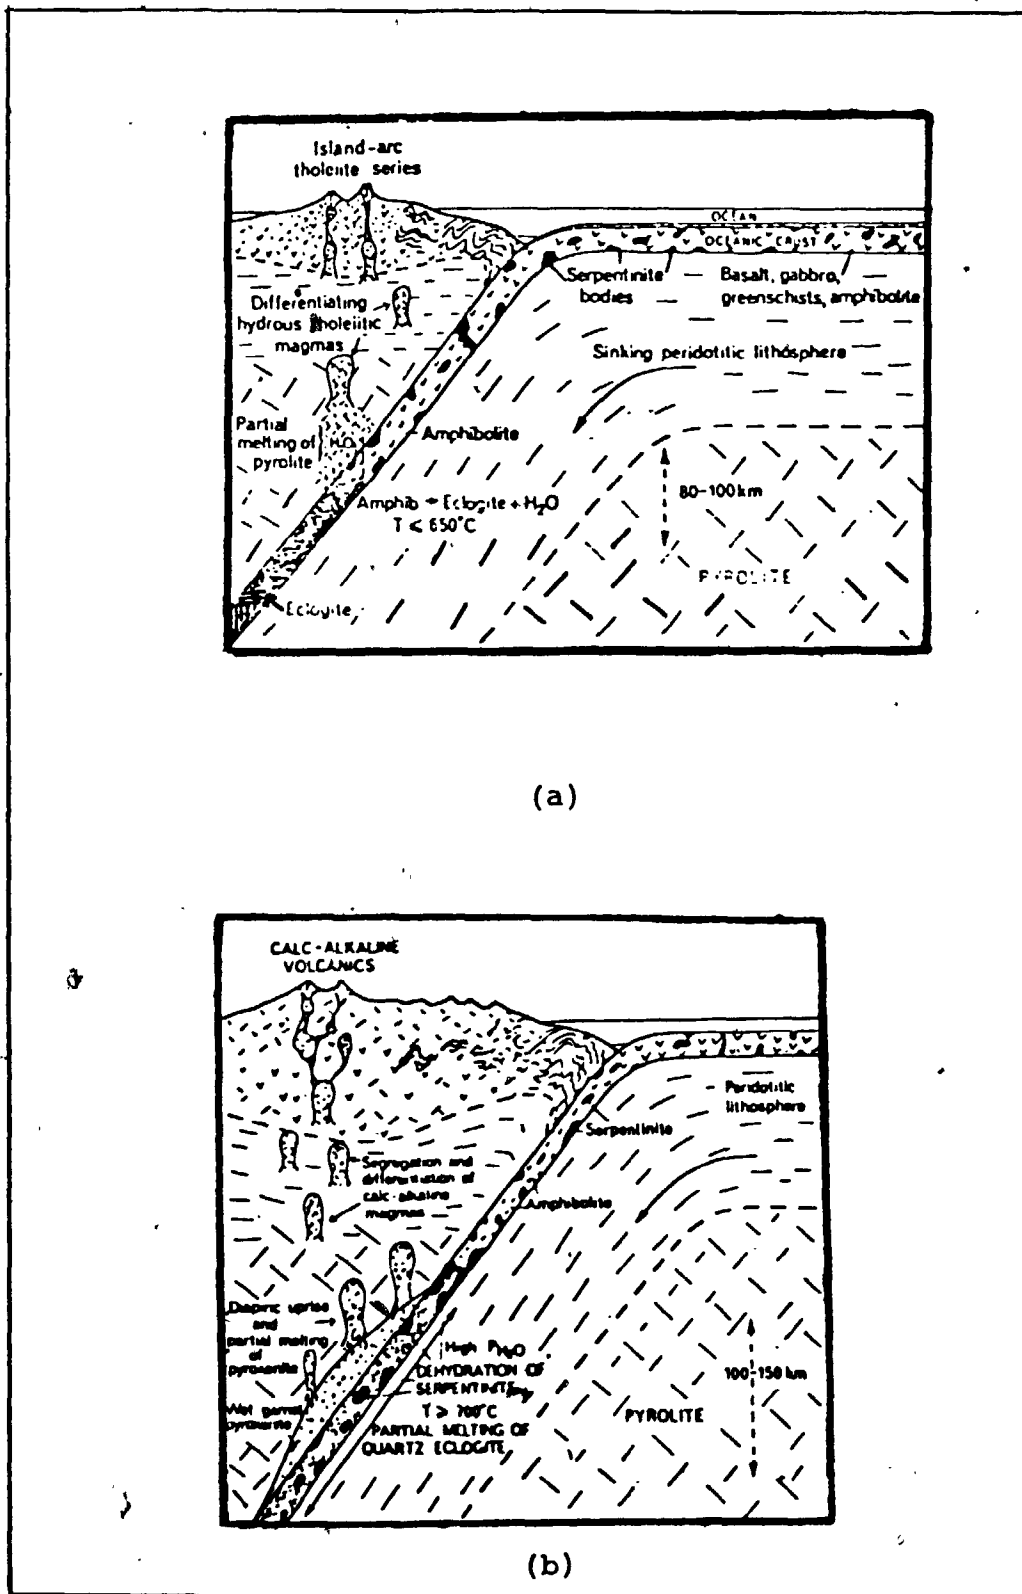 Island-arc
tholeiite series
OCEAN
OCEANIC CRUST
Serpentinite
bodies
Basalt, gabbro,
greenschists, amphibolite
Differentiating
hydrous tholeiitic
magmas
Sinking peridotitic lithosphere
Partial
melting of
pyrolite
H₂O
Amphibolite
80-100 km
Amphib → Eclogite + H₂O
T ⩽ 650°C
PYROLITE
Eclogite
(a)
CALC-ALKALINE
VOLCANICS
Peridotitic
lithosphere
Serpentinite
Segregation and
differentiation of
calc-alkaline
magmas
Amphibolite
Diapiric uprise
and
partial melting
of
pyroxenite
High PH₂O
DEHYDRATION OF
SERPENTINITE
T ⩾ 700°C
100-150 km
Wet garnet
pyroxenite
PYROLITE
PARTIAL MELTING OF
QUARTZ ECLOGITE
(b)